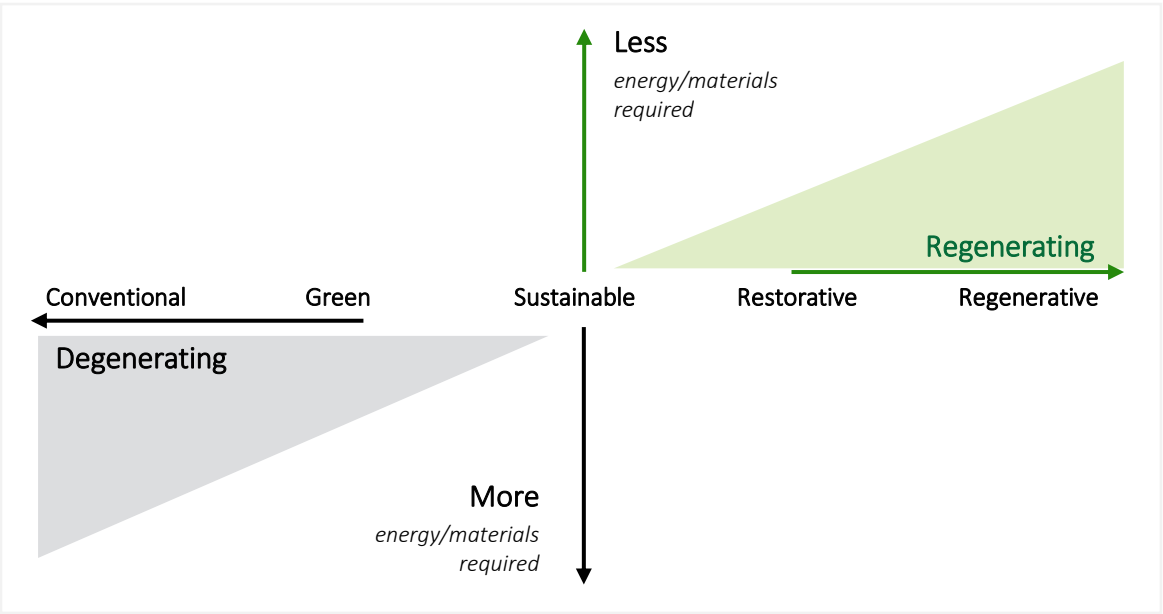 Less
energy/materials
required
Regenerating
Conventional Green Sustainable Restorative Regenerative
Degenerating
More
energy/materials
required